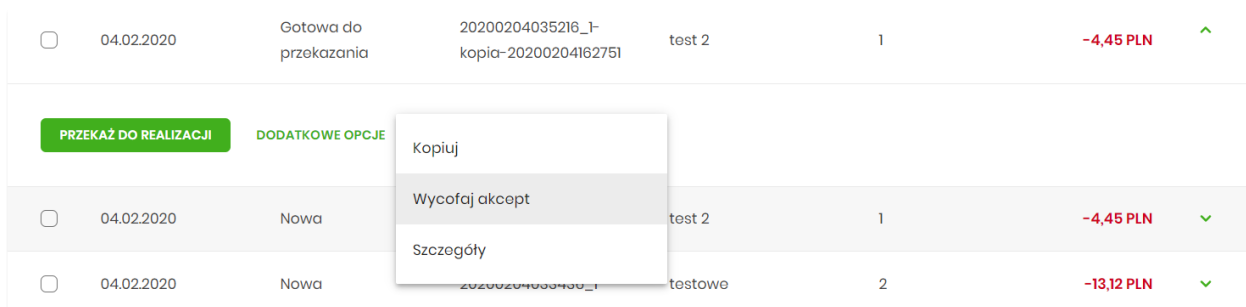 04.02.2020 Gotowa do przekazania 20200204035216_1-kopia-20200204162751 test 2 1 -4,45 PLN
PRZEKAŻ DO REALIZACJI DODATKOWE OPCJE
Kopiuj
Wycofaj akcept
Szczegóły
04.02.2020 Nowa test 2 1 -4,45 PLN
04.02.2020 Nowa 20200204033436_1 testowe 2 -13,12 PLN